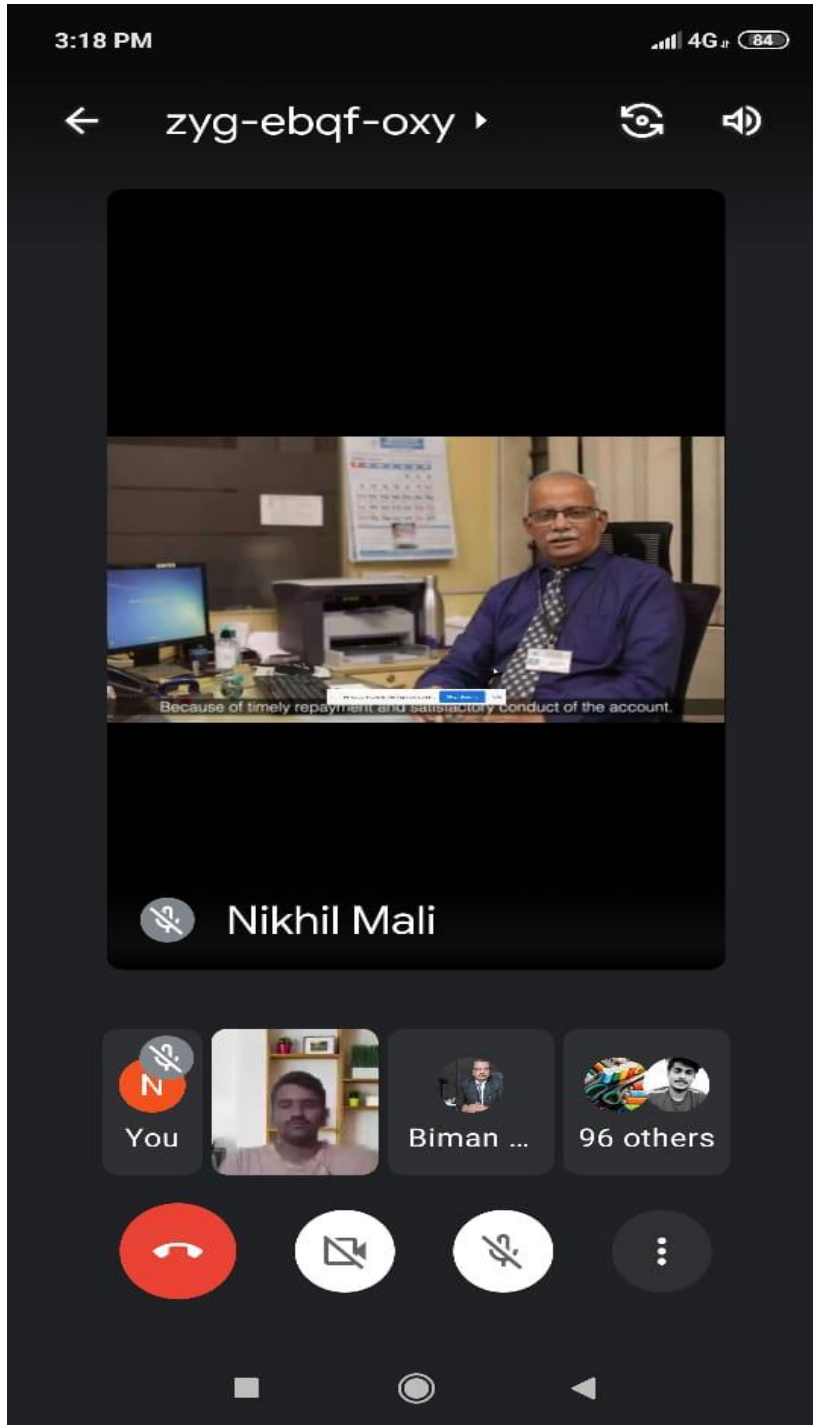 3:18 PM 4G 84
zyg-ebqf-oxy
Because of timely repayment and satisfactory conduct of the account.
Nikhil Mali
N
You
Biman ...
96 others